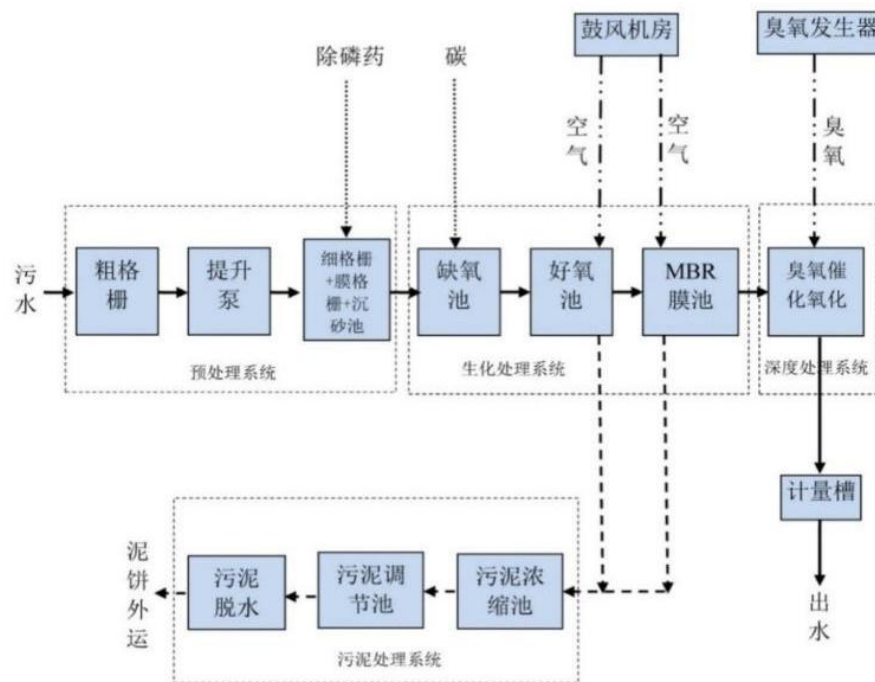 鼓风机房
臭氧发生器
除磷药
碳
空
气
空
气
臭
氧
污
水
粗格
栅
提升
泵
细格栅
+膜格
栅+沉
砂池
缺氧
池
好氧
池
MBR
膜池
臭氧催
化氧化
预处理系统
生化处理系统
深度处理系统
计量槽
泥
饼
外
运
污泥
脱水
污泥调
节池
污泥浓
缩池
出
水
污泥处理系统